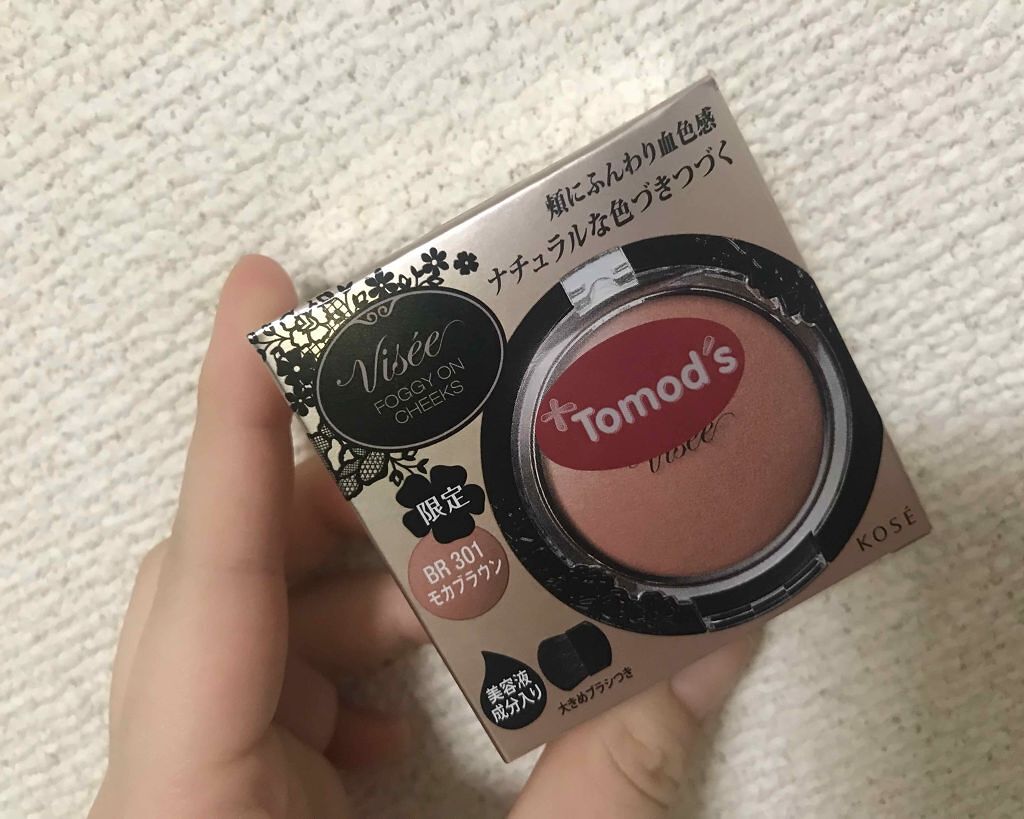 頬にふんわり血色感
ナチュラルな色づきつづく
Visée
FOGGY ON
CHEEKS
+Tomod's
Visée
限定
BR 301
モカブラウン
KOSÉ
美容液
成分入り
大きめブラシつき